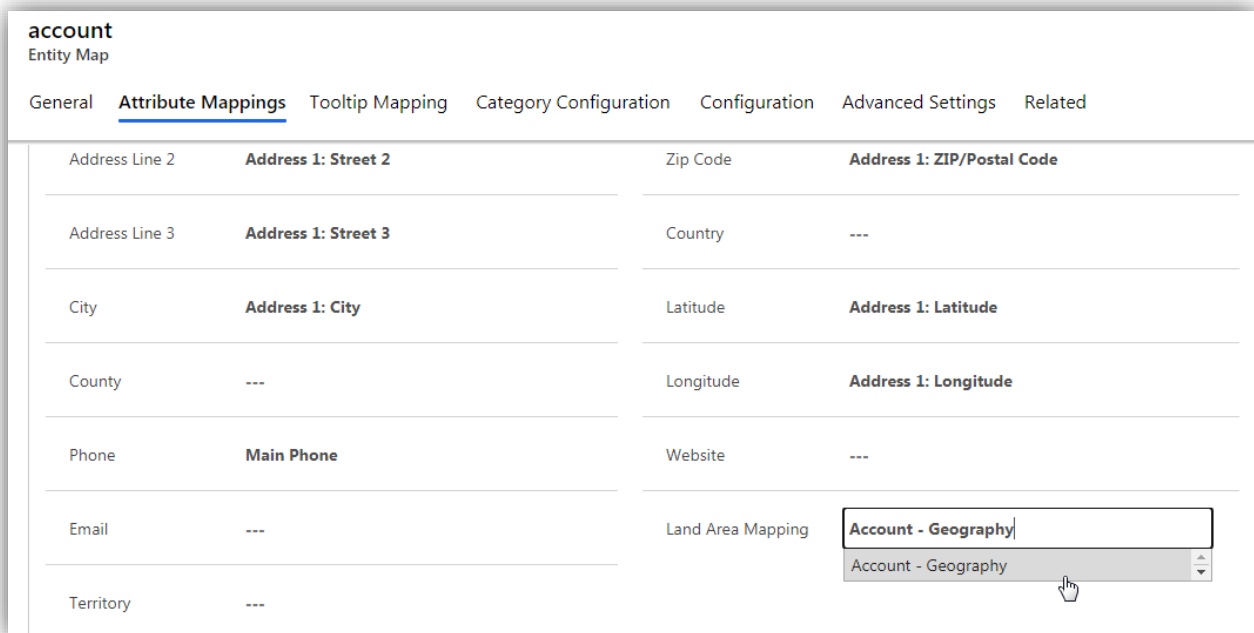 account
Entity Map
General Attribute Mappings Tooltip Mapping Category Configuration Configuration Advanced Settings Related
Address Line 2 Address 1: Street 2 Zip Code Address 1: ZIP/Postal Code
Address Line 3 Address 1: Street 3 Country ---
City Address 1: City Latitude Address 1: Latitude
County --- Longitude Address 1: Longitude
Phone Main Phone Website ---
Email --- Land Area Mapping Account - Geography
Account - Geography
Territory ---